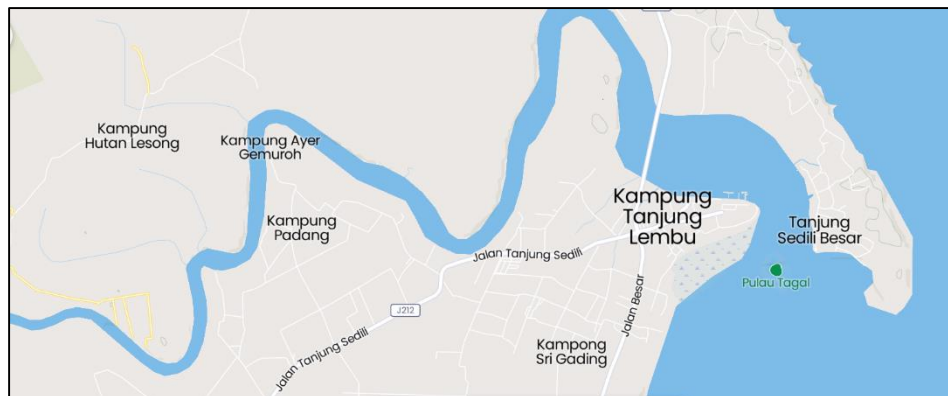 Kampung
Hutan Lesong
Kampung Ayer
Gemuroh
Kampung
Padang
Kampung
Tanjung
Lembu
Tanjung
Sedili Besar
Jalan Tanjung Sedili
Pulau Tagal
J212
Jalan Besar
Jalan Tanjung Sedili
Kampong
Sri Gading